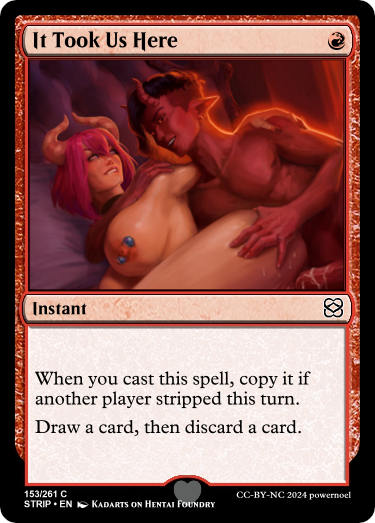 It Took Us Here
Instant
When you cast this spell, copy it if
another player stripped this turn.
Draw a card, then discard a card.
153/261 C
STRIP • EN Kadarts on Hentai Foundry
CC-BY-NC 2024 powernoel